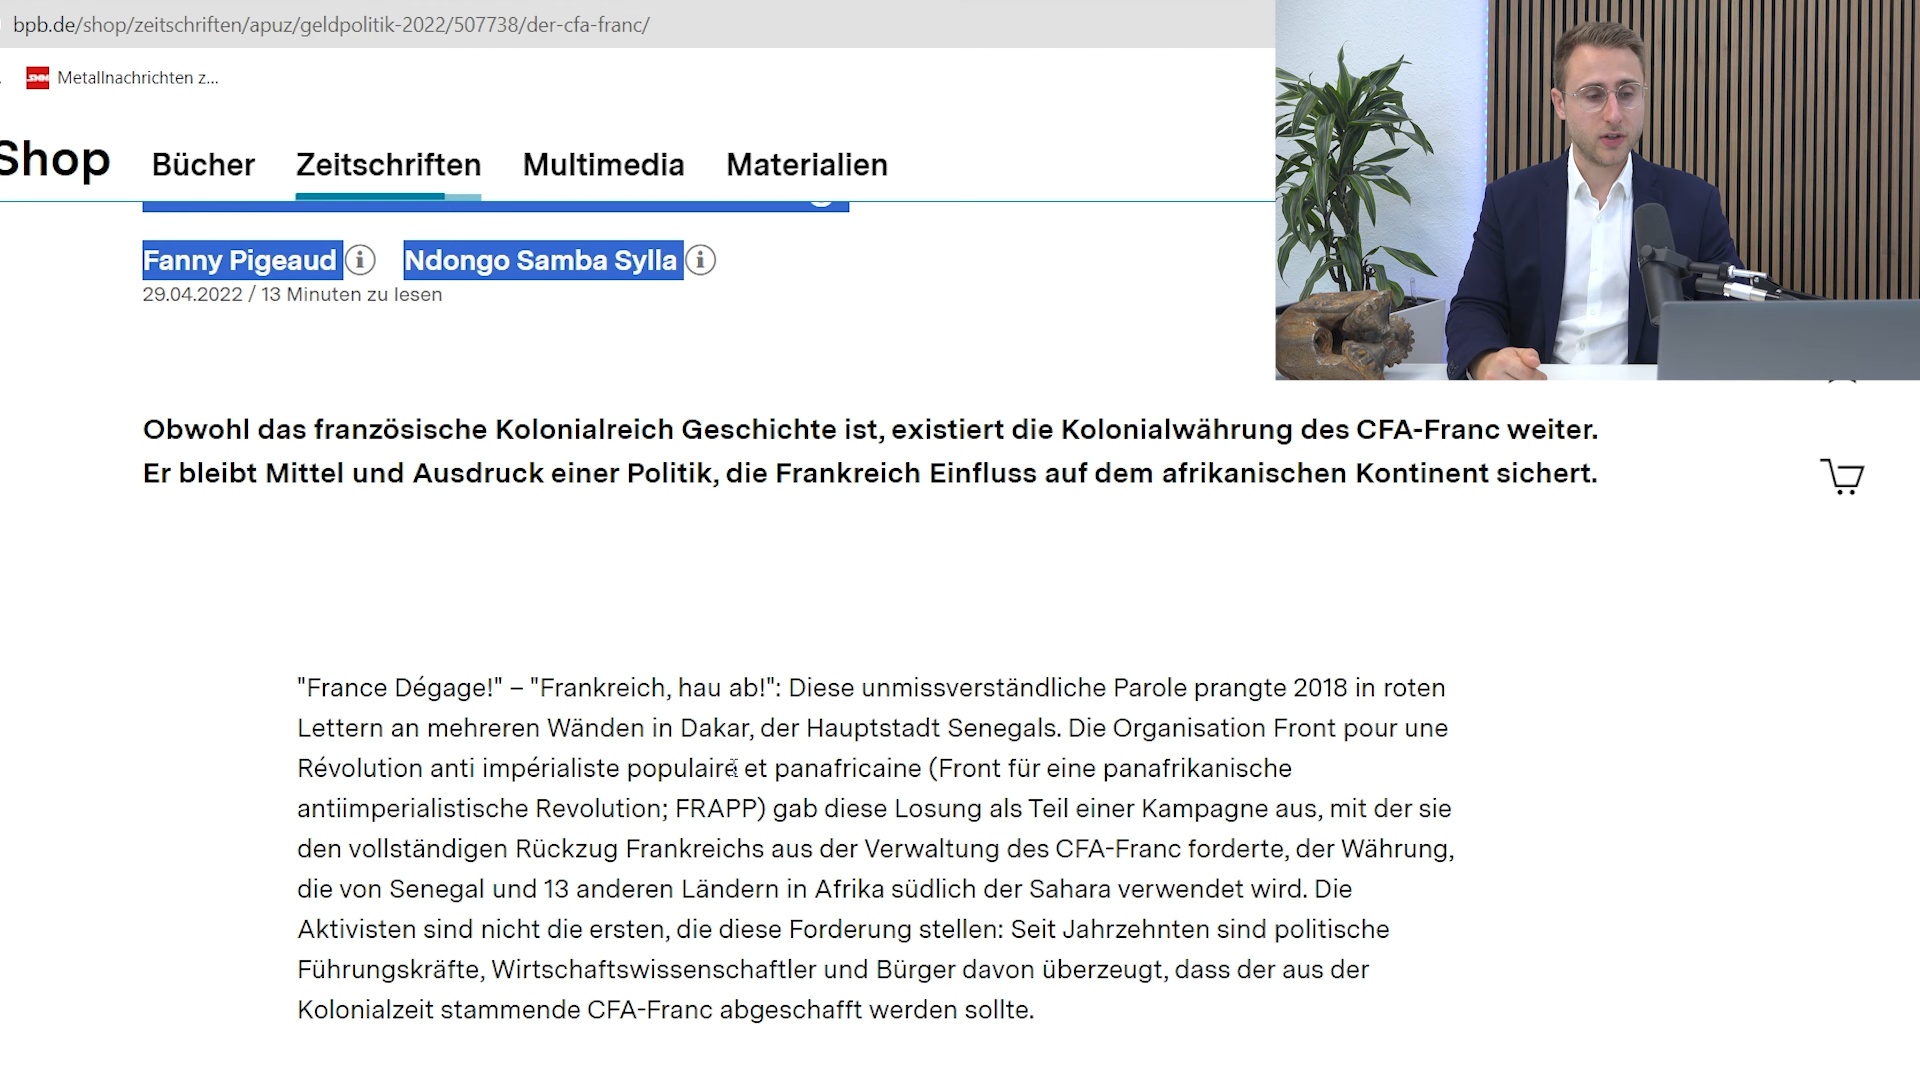 bpb.de/shop/zeitschriften/apuz/geldpolitik-2022/507738/der-cfa-franc/
SMM Metallnachrichten z...
Shop Bücher Zeitschriften Multimedia Materialien
Fanny Pigeaud Ndongo Samba Sylla
29.04.2022 / 13 Minuten zu lesen
Obwohl das französische Kolonialreich Geschichte ist, existiert die Kolonialwährung des CFA-Franc weiter.
Er bleibt Mittel und Ausdruck einer Politik, die Frankreich Einfluss auf dem afrikanischen Kontinent sichert.
"France Dégage!" – "Frankreich, hau ab!": Diese unmissverständliche Parole prangte 2018 in roten
Lettern an mehreren Wänden in Dakar, der Hauptstadt Senegals. Die Organisation Front pour une
Révolution anti impérialiste populaire et panafricaine (Front für eine panafrikanische
antiimperialistische Revolution; FRAPP) gab diese Losung als Teil einer Kampagne aus, mit der sie
den vollständigen Rückzug Frankreichs aus der Verwaltung des CFA-Franc forderte, der Währung,
die von Senegal und 13 anderen Ländern in Afrika südlich der Sahara verwendet wird. Die
Aktivisten sind nicht die ersten, die diese Forderung stellen: Seit Jahrzehnten sind politische
Führungskräfte, Wirtschaftswissenschaftler und Bürger davon überzeugt, dass der aus der
Kolonialzeit stammende CFA-Franc abgeschafft werden sollte.